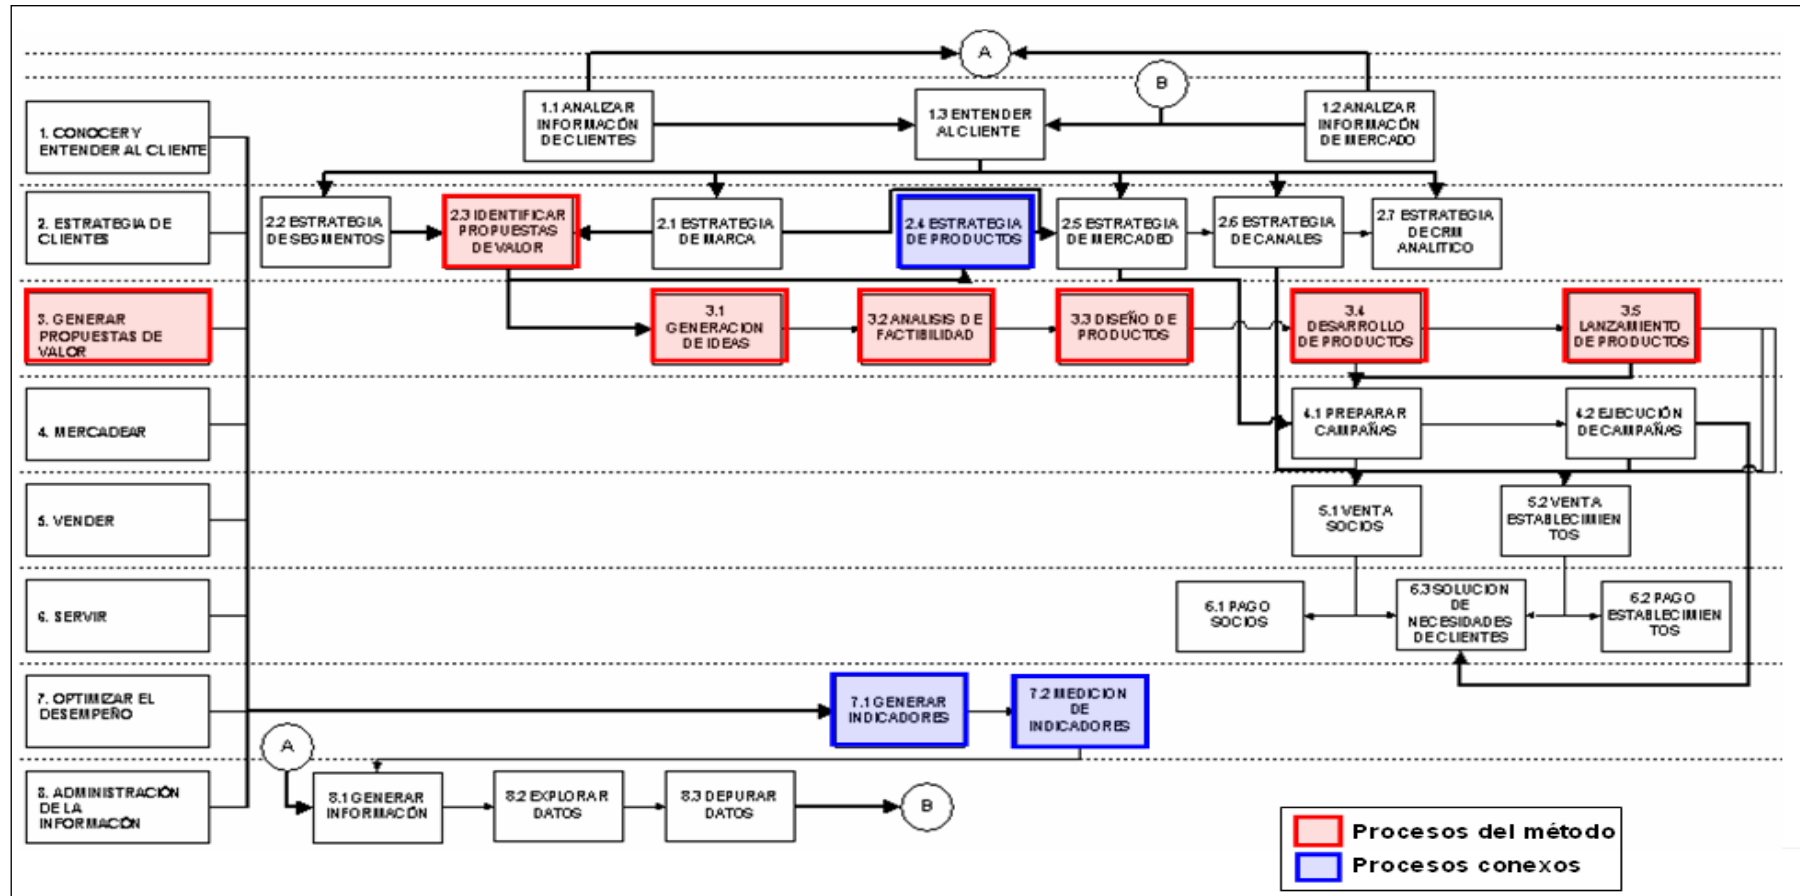 A
B
1. CONOCER Y
ENTENDER AL CLIENTE
1.1 ANALIZAR
INFORMACIÓN
DE CLIENTES
1.3 ENTENDER
AL CLIENTE
1.2 ANALIZAR
INFORMACIÓN
DE MERCADO
2. ESTRATEGIA DE
CLIENTES
2.2 ESTRATEGIA
DE SEGMENTOS
2.3 IDENTIFICAR
PROPUESTAS
DE VALOR
2.1 ESTRATEGIA
DE MARCA
2.4 ESTRATEGIA
DE PRODUCTOS
2.5 ESTRATEGIA
DE MERCADEO
2.6 ESTRATEGIA
DE CANALES
2.7 ESTRATEGIA
DE CRM
ANALITICO
3. GENERAR
PROPUESTAS DE
VALOR
3.1
GENERACION
DE IDEAS
3.2 ANALISIS DE
FACTIBILIDAD
3.3 DISEÑO DE
PRODUCTOS
3.4
DESARROLLO
DE PRODUCTOS
3.5
LANZAMIENTO
DE PRODUCTOS
4. MERCADEAR
4.1 PREPARAR
CAMPAÑAS
4.2 EJECUCIÓN
DE CAMPAÑAS
5. VENDER
5.1 VENTA
SOCIOS
5.2 VENTA
ESTABLECIMIEN
TOS
6. SERVIR
6.1 PAGO
SOCIOS
6.3 SOLUCION
DE
NECESIDADES
DE CLIENTES
6.2 PAGO
ESTABLECIMIEN
TOS
7. OPTIMIZAR EL
DESEMPEÑO
7.1 GENERAR
INDICADORES
7.2 MEDICION
DE
INDICADORES
A
8. ADMINISTRACIÓN
DE LA
INFORMACIÓN
8.1 GENERAR
INFORMACIÓN
8.2 EXPLORAR
DATOS
8.3 DEPURAR
DATOS
B
Procesos del método
Procesos conexos